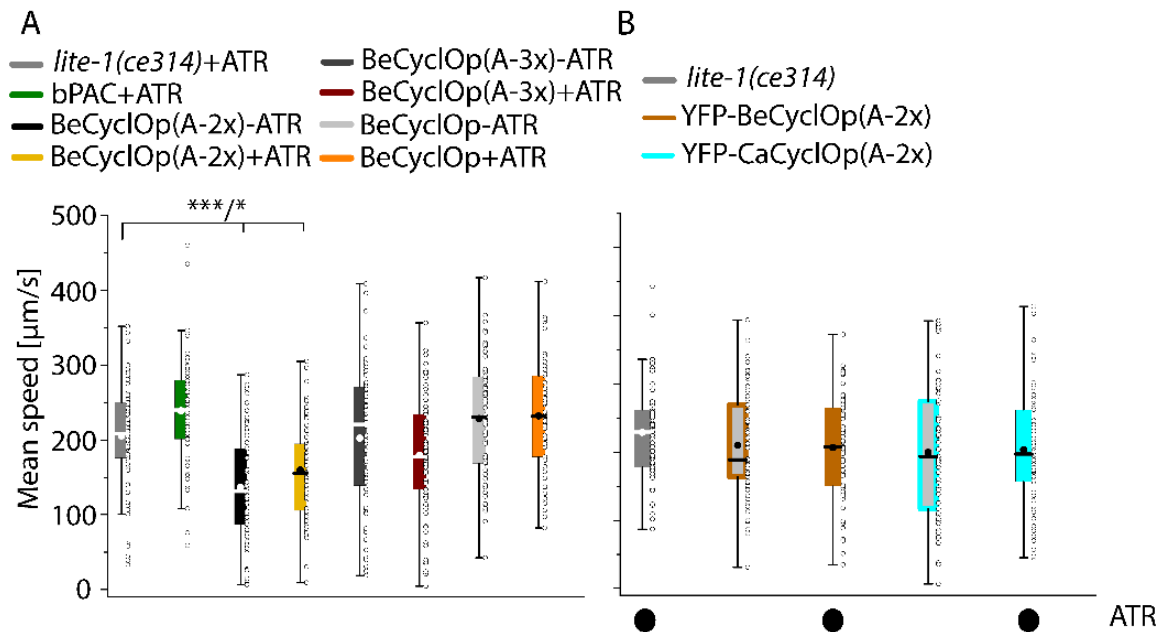 A
lite-1(ce314)+ATR
bPAC+ATR
BeCyclOp(A-2x)-ATR
BeCyclOp(A-2x)+ATR
BeCyclOp(A-3x)-ATR
BeCyclOp(A-3x)+ATR
BeCyclOp-ATR
BeCyclOp+ATR
B
lite-1(ce314)
YFP-BeCyclOp(A-2x)
YFP-CaCyclOp(A-2x)
***/*
Mean speed [µm/s]
500
400
300
200
100
0
ATR